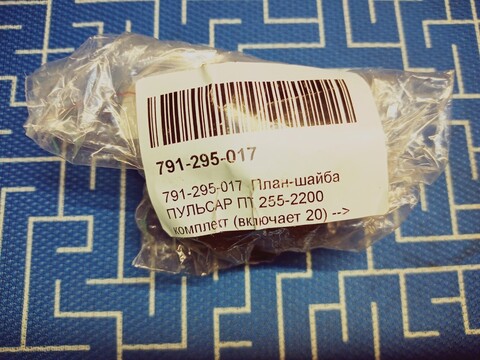 791-295-017
791-295-017 План-шайба
ПУЛЬСАР ПТ 255-2200
комплект (включает 20) -->